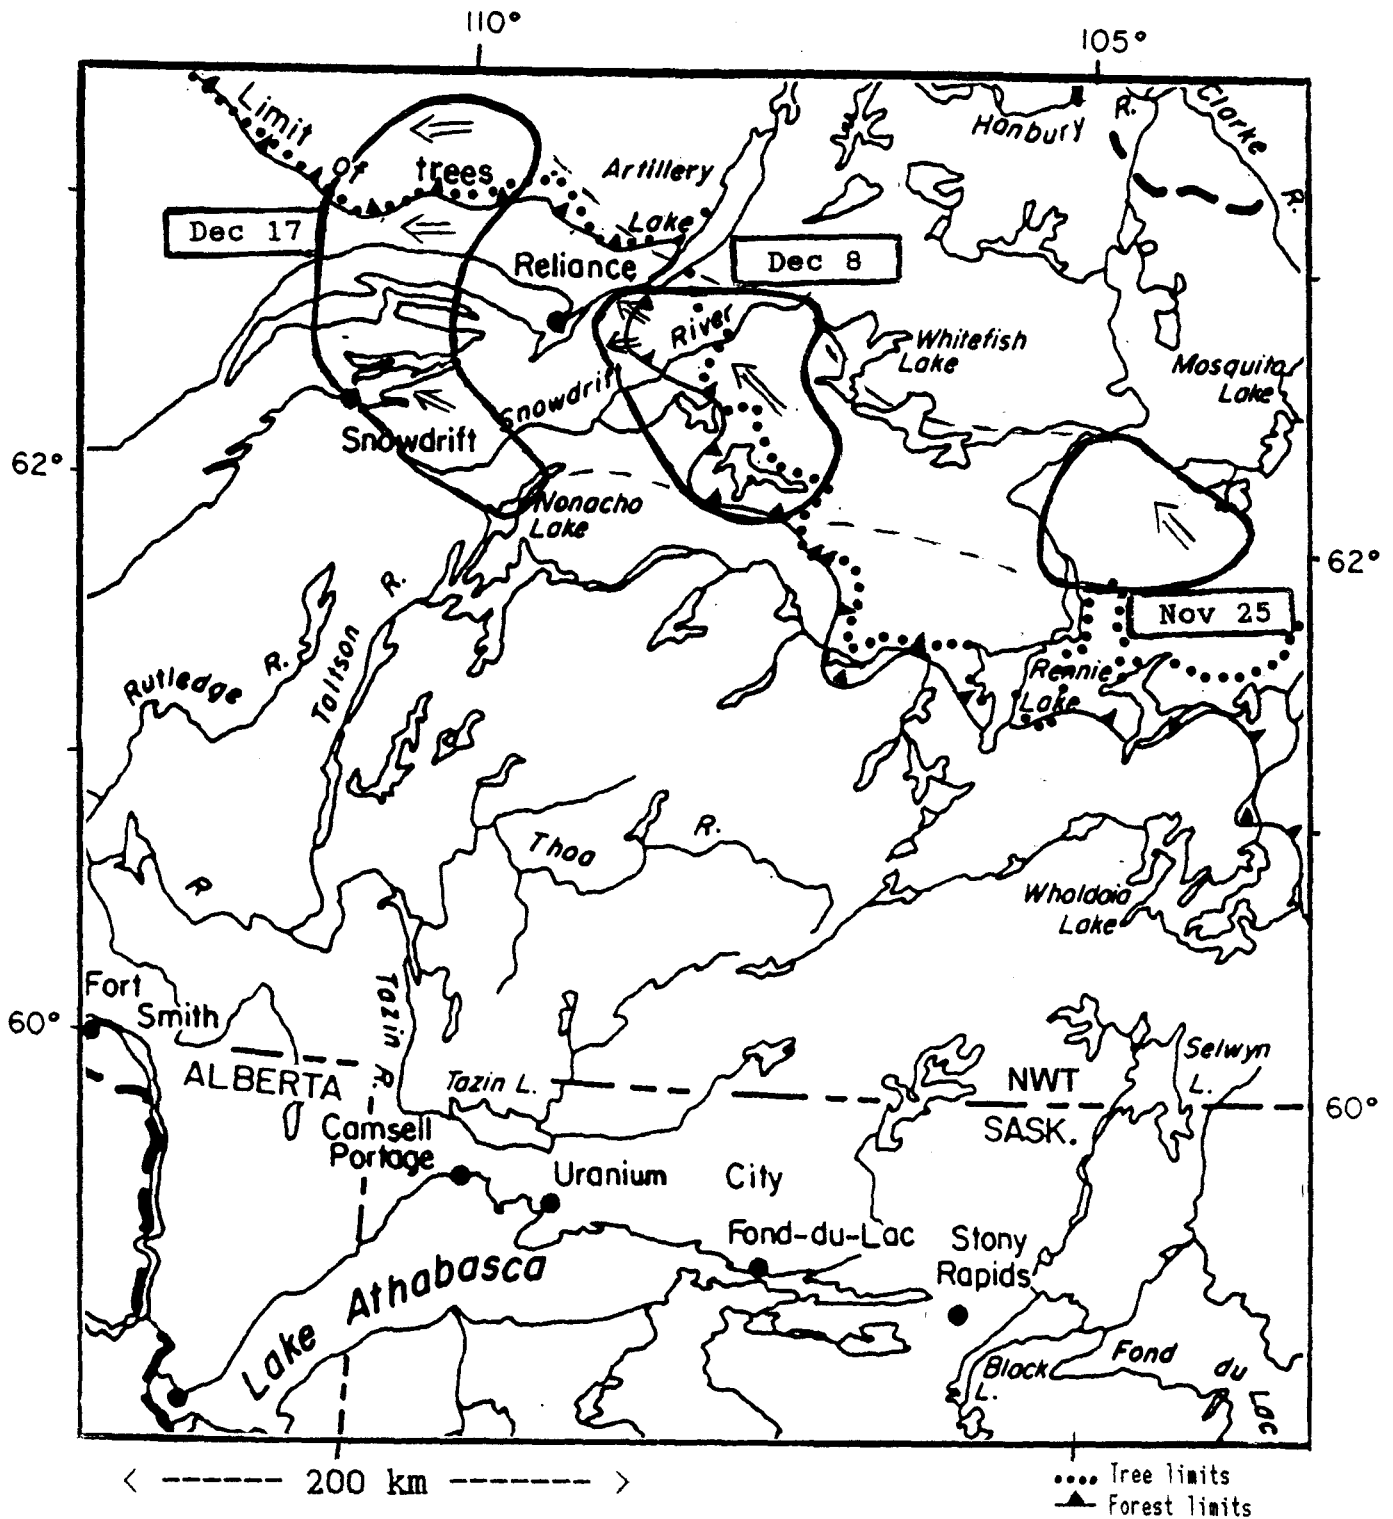 110°
105°
Limit
of
trees
Artillery
Lake
Hanbury
R.
Clarke
R.
Dec 17
Reliance
Dec 8
River
Snowdrift
Whitefish
Lake
Mosquito
Lake
Snowdrift
62°
Nonacho
Lake
62°
Nov 25
Rutledge
R.
Taltson
R.
Rennie
Lake
Thoa
R.
R
Wholdaia
Lake
Fort
Smith
60°
Tazin R.
ALBERTA
Tazin L.
NWT
SASK.
Selwyn
L.
60°
Camsell
Portage
Uranium City
Fond-du-Lac
Stony
Rapids
Lake Athabasca
Black
L.
Fond du Lac
< ------ 200 km ------- >
Tree limits
Forest limits